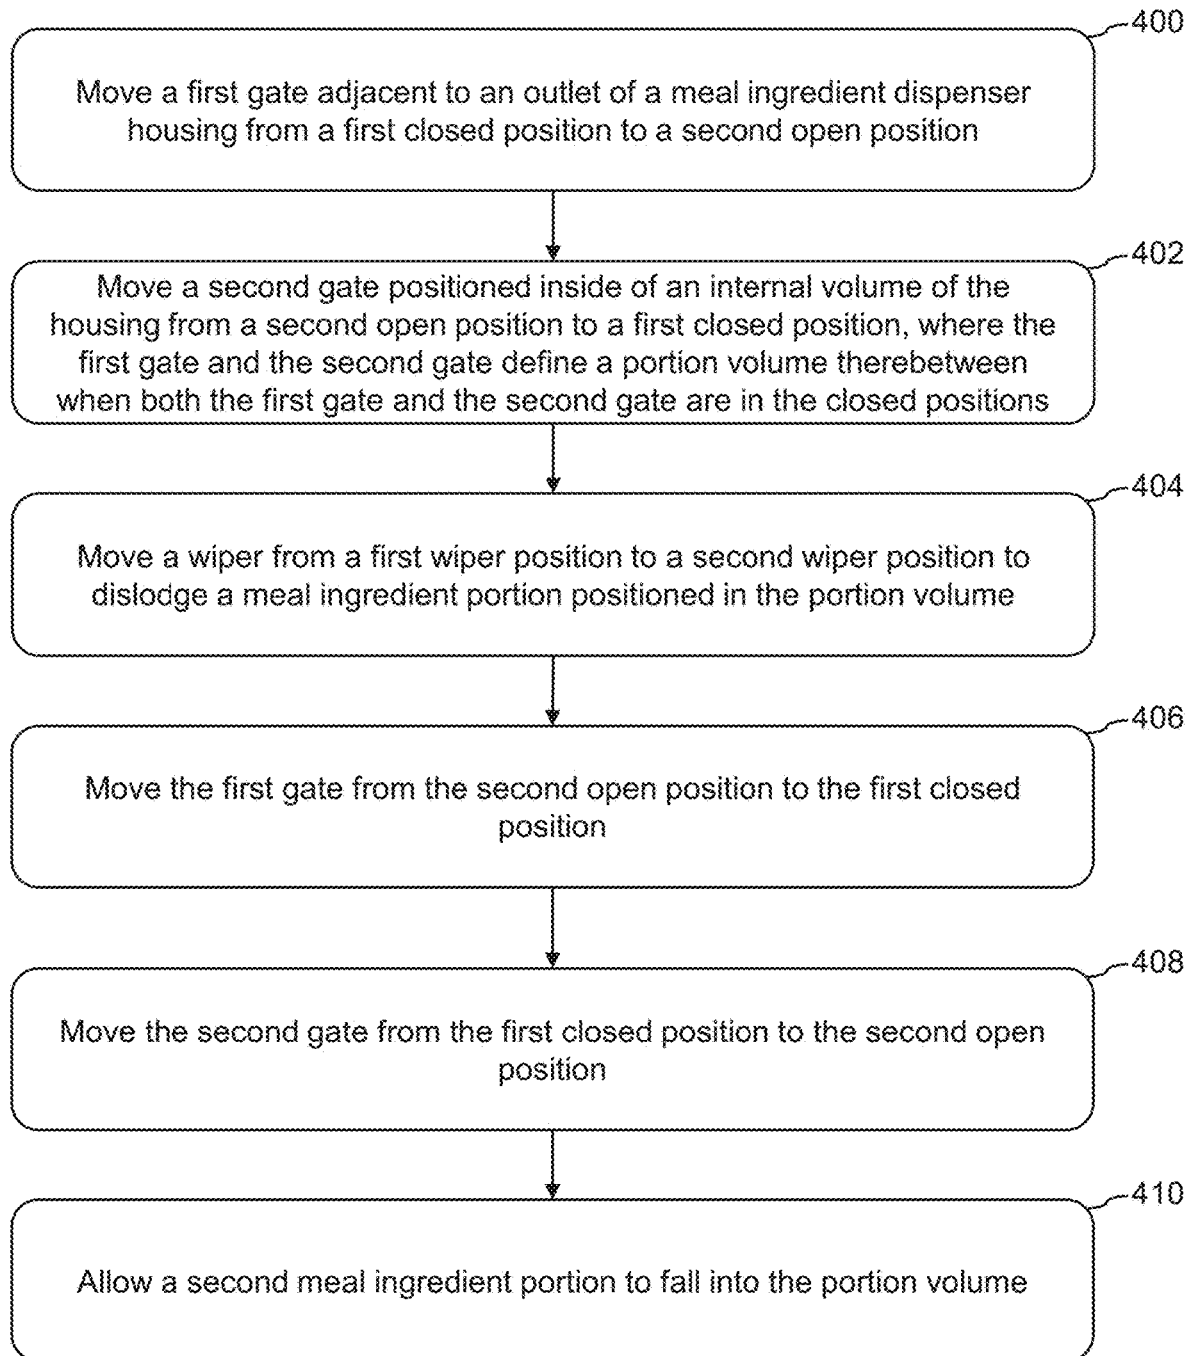 400
Move a first gate adjacent to an outlet of a meal ingredient dispenser
housing from a first closed position to a second open position
402
Move a second gate positioned inside of an internal volume of the
housing from a second open position to a first closed position, where the
first gate and the second gate define a portion volume therebetween
when both the first gate and the second gate are in the closed positions
404
Move a wiper from a first wiper position to a second wiper position to
dislodge a meal ingredient portion positioned in the portion volume
406
Move the first gate from the second open position to the first closed
position
408
Move the second gate from the first closed position to the second open
position
410
Allow a second meal ingredient portion to fall into the portion volume